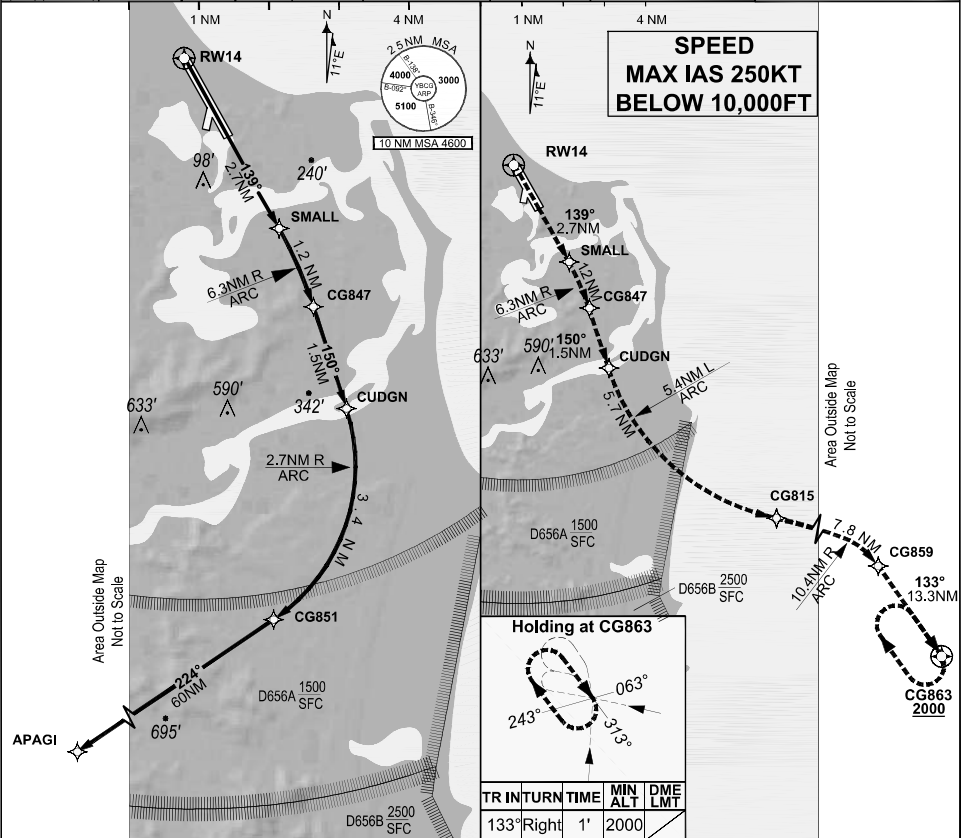 1 NM
4 NM
N
11°E
RW14
25 NM MSA
B-138°
4000
3000
B-092°
YBCG
ARP
5100
B-346°
10 NM MSA 4600
98'
139°
2.7NM
240'
SMALL
1.2 NM
6.3NM R
ARC
CG847
150°
1.5NM
590'
633'
342'
CUDGN
2.7NM R
ARC
3.4 NM
Area Outside Map
Not to Scale
CG851
224°
60NM
D656A 1500
SFC
695'
APAGI
D656B 2500
SFC
1 NM
4 NM
N
11°E
SPEED
MAX IAS 250KT
BELOW 10,000FT
RW14
139°
2.7NM
SMALL
1.2NM
6.3NM R
ARC
CG847
150°
1.5NM
590'
633'
CUDGN
5.4NM L
ARC
5.7 NM
Area Outside Map
Not to Scale
CG815
7.8 NM
D656A 1500
SFC
CG859
10.4NM R
ARC
133°
13.3NM
D656B 2500
SFC
CG863
2000
Holding at CG863
063°
243°
313°
TR IN TURN TIME MIN ALT DME LMT
133° Right 1' 2000